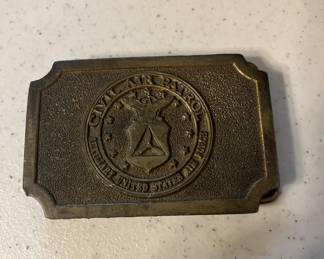 CIVIL AIR PATROL
AUXILIARY UNITED STATES AIR FORCE